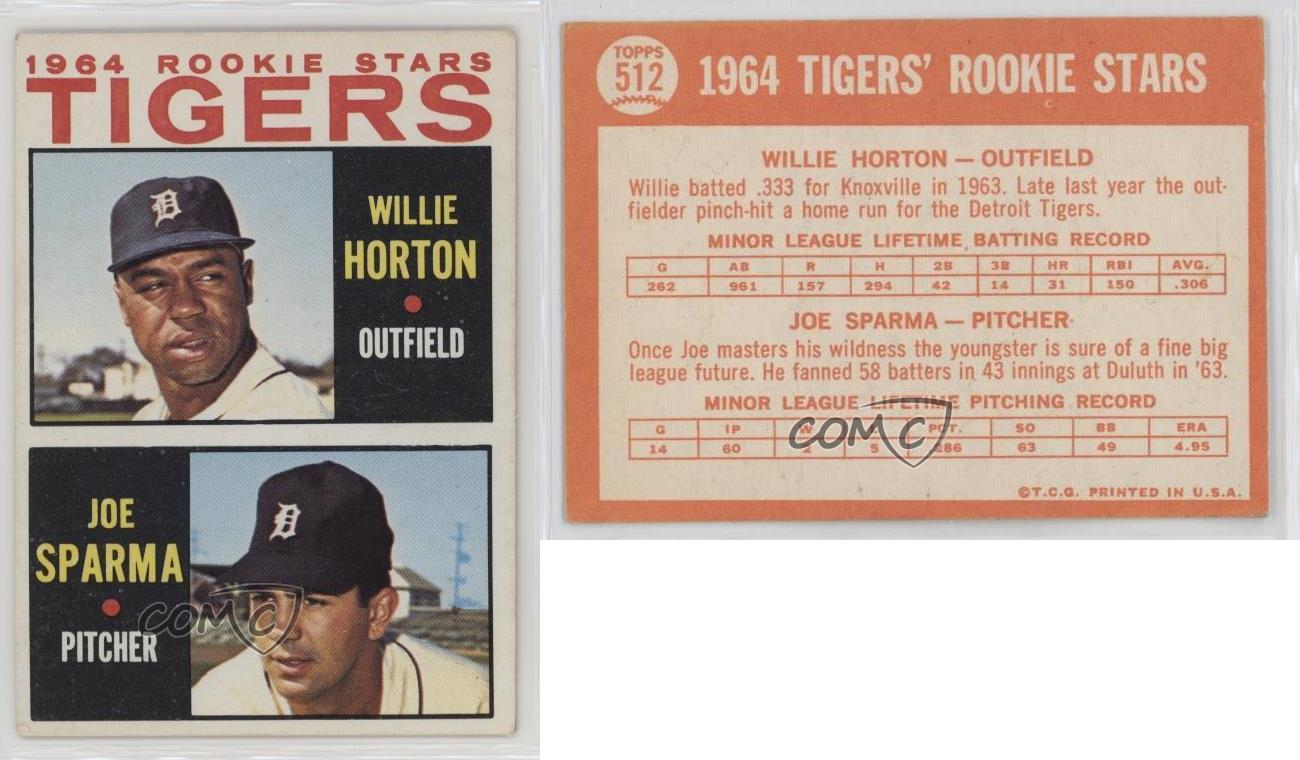 1964 ROOKIE STARS
TIGERS
WILLIE
HORTON
OUTFIELD
JOE
SPARMA
PITCHER
COMC
TOPPS
512
1964 TIGERS' ROOKIE STARS
WILLIE HORTON — OUTFIELD
Willie batted .333 for Knoxville in 1963. Late last year the out-
fielder pinch-hit a home run for the Detroit Tigers.
MINOR LEAGUE LIFETIME BATTING RECORD
G AB R H 2B 3B HR RBI AVG.
262 961 157 294 42 14 31 150 .306
JOE SPARMA — PITCHER
Once Joe masters his wildness the youngster is sure of a fine big
league future. He fanned 58 batters in 43 innings at Duluth in '63.
MINOR LEAGUE LIFETIME PITCHING RECORD
G IP W PCT. SO BB ERA
14 60 2 5 .286 63 49 4.95
COMC
©T.C.G. PRINTED IN U.S.A.